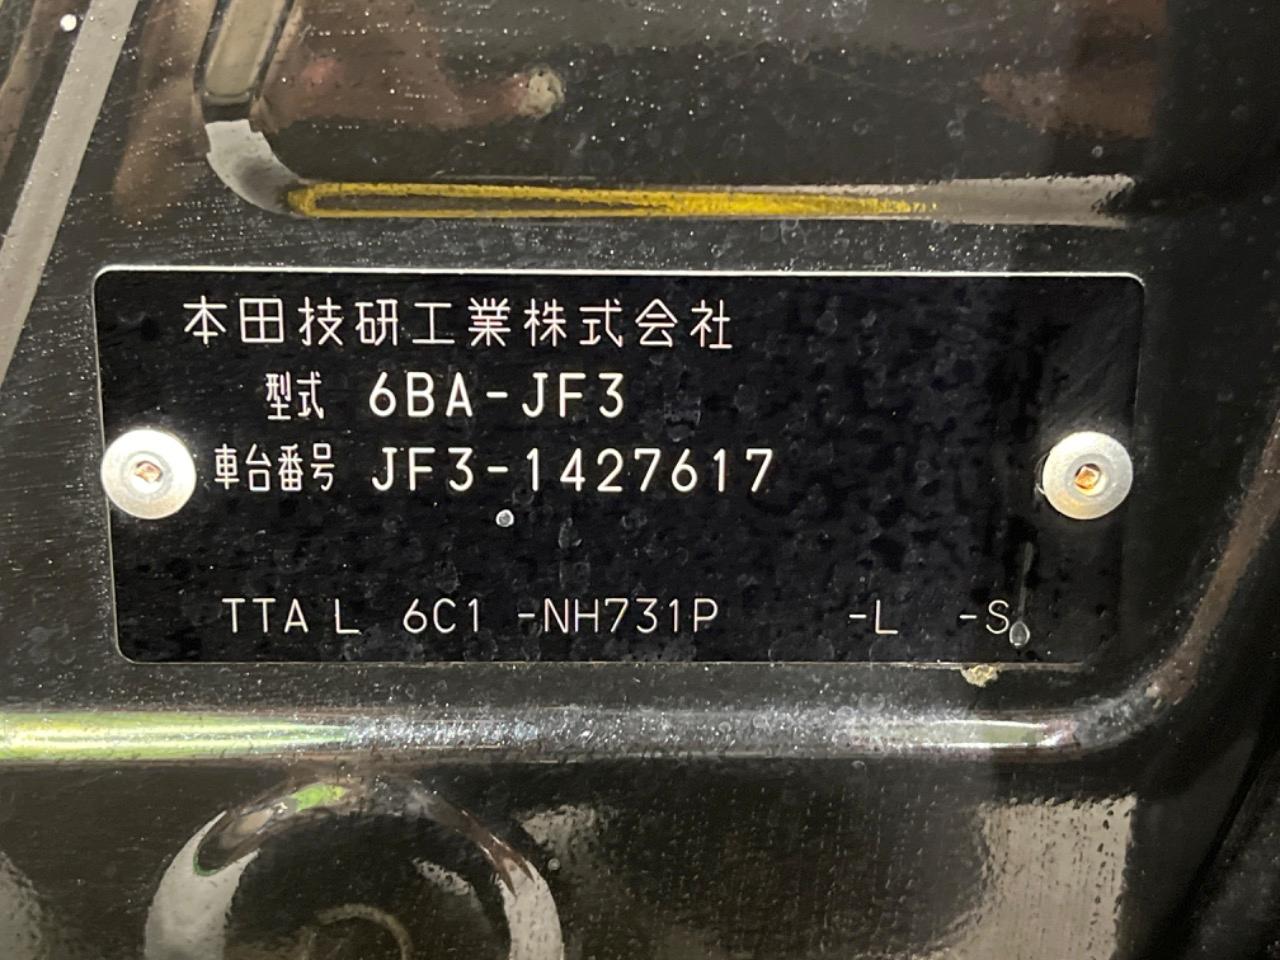 本田技研工業株式会社
型式 6BA-JF3
車台番号 JF3-1427617
TTA L 6C1 -NH731P -L -S